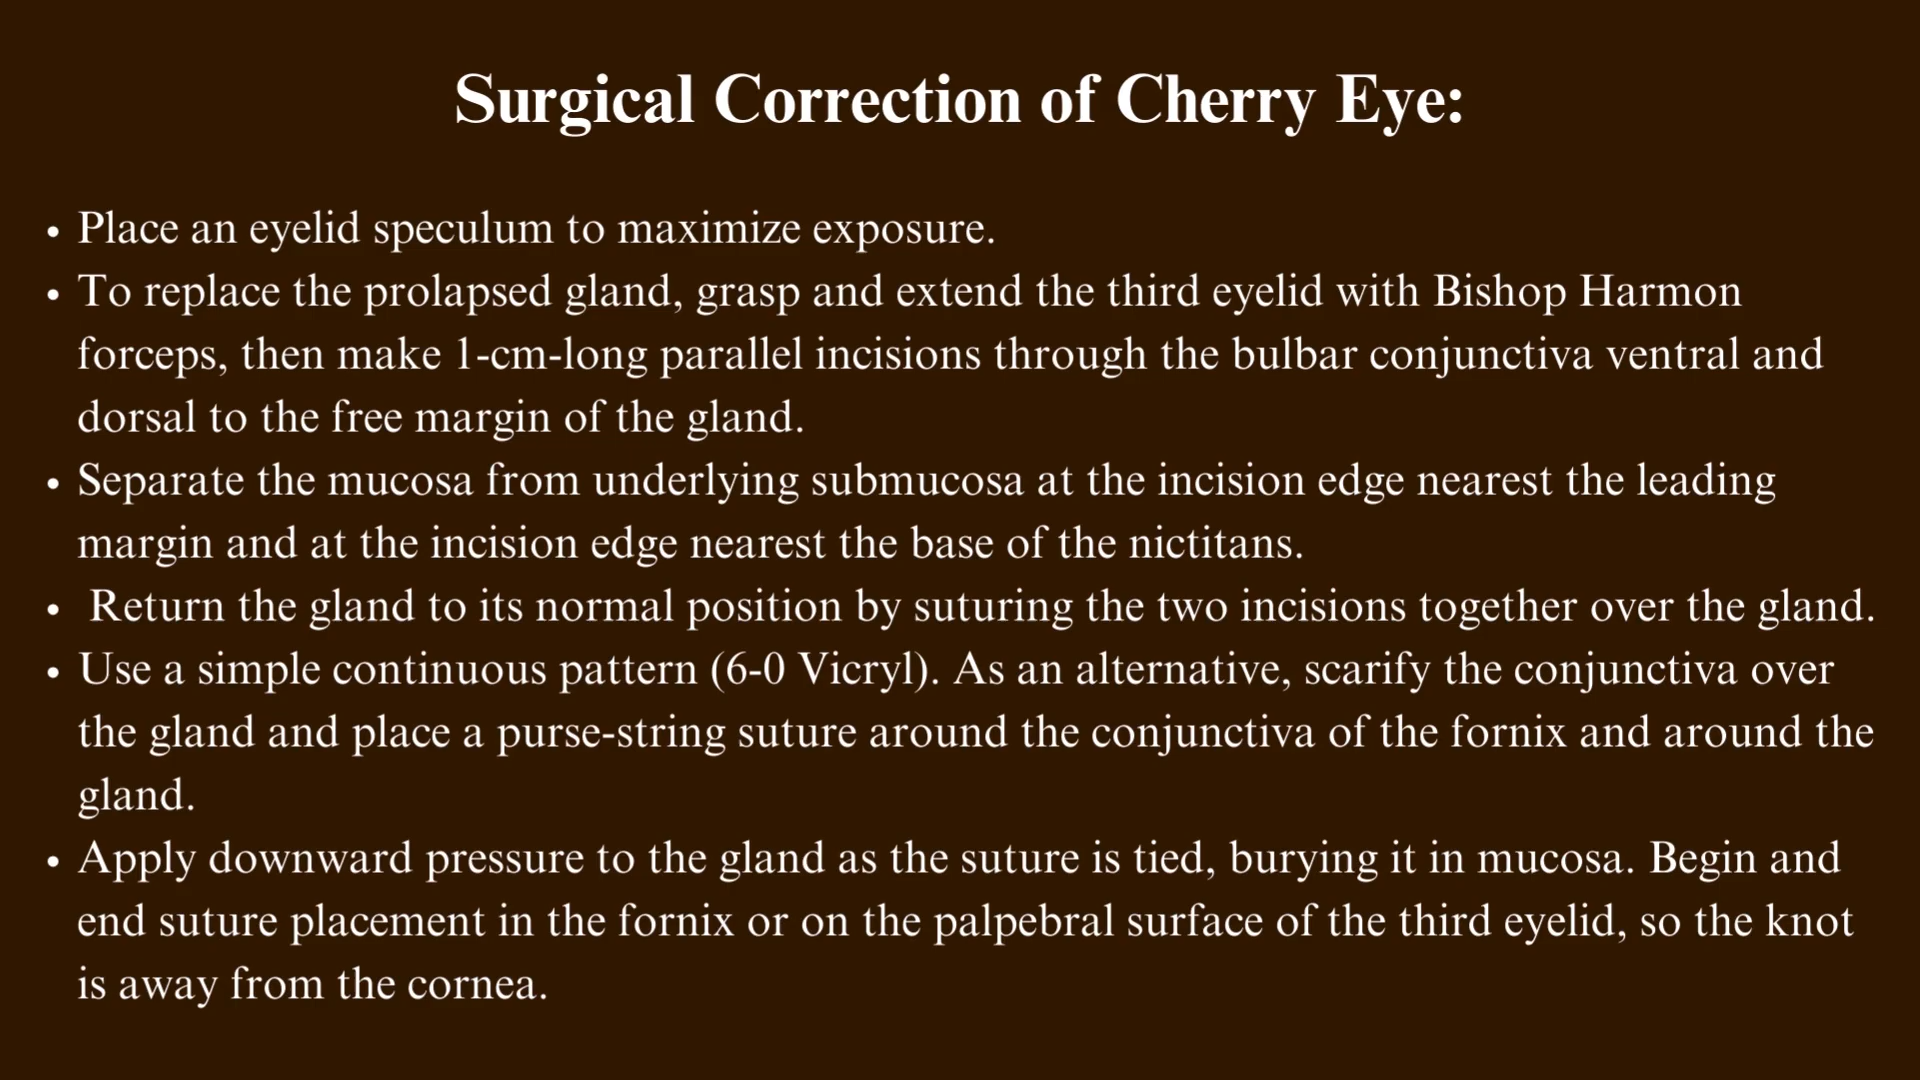 Surgical Correction of Cherry Eye:
• Place an eyelid speculum to maximize exposure.
• To replace the prolapsed gland, grasp and extend the third eyelid with Bishop Harmon
forceps, then make 1-cm-long parallel incisions through the bulbar conjunctiva ventral and
dorsal to the free margin of the gland.
• Separate the mucosa from underlying submucosa at the incision edge nearest the leading
margin and at the incision edge nearest the base of the nictitans.
• Return the gland to its normal position by suturing the two incisions together over the gland.
• Use a simple continuous pattern (6-0 Vicryl). As an alternative, scarify the conjunctiva over
the gland and place a purse-string suture around the conjunctiva of the fornix and around the
gland.
• Apply downward pressure to the gland as the suture is tied, burying it in mucosa. Begin and
end suture placement in the fornix or on the palpebral surface of the third eyelid, so the knot
is away from the cornea.